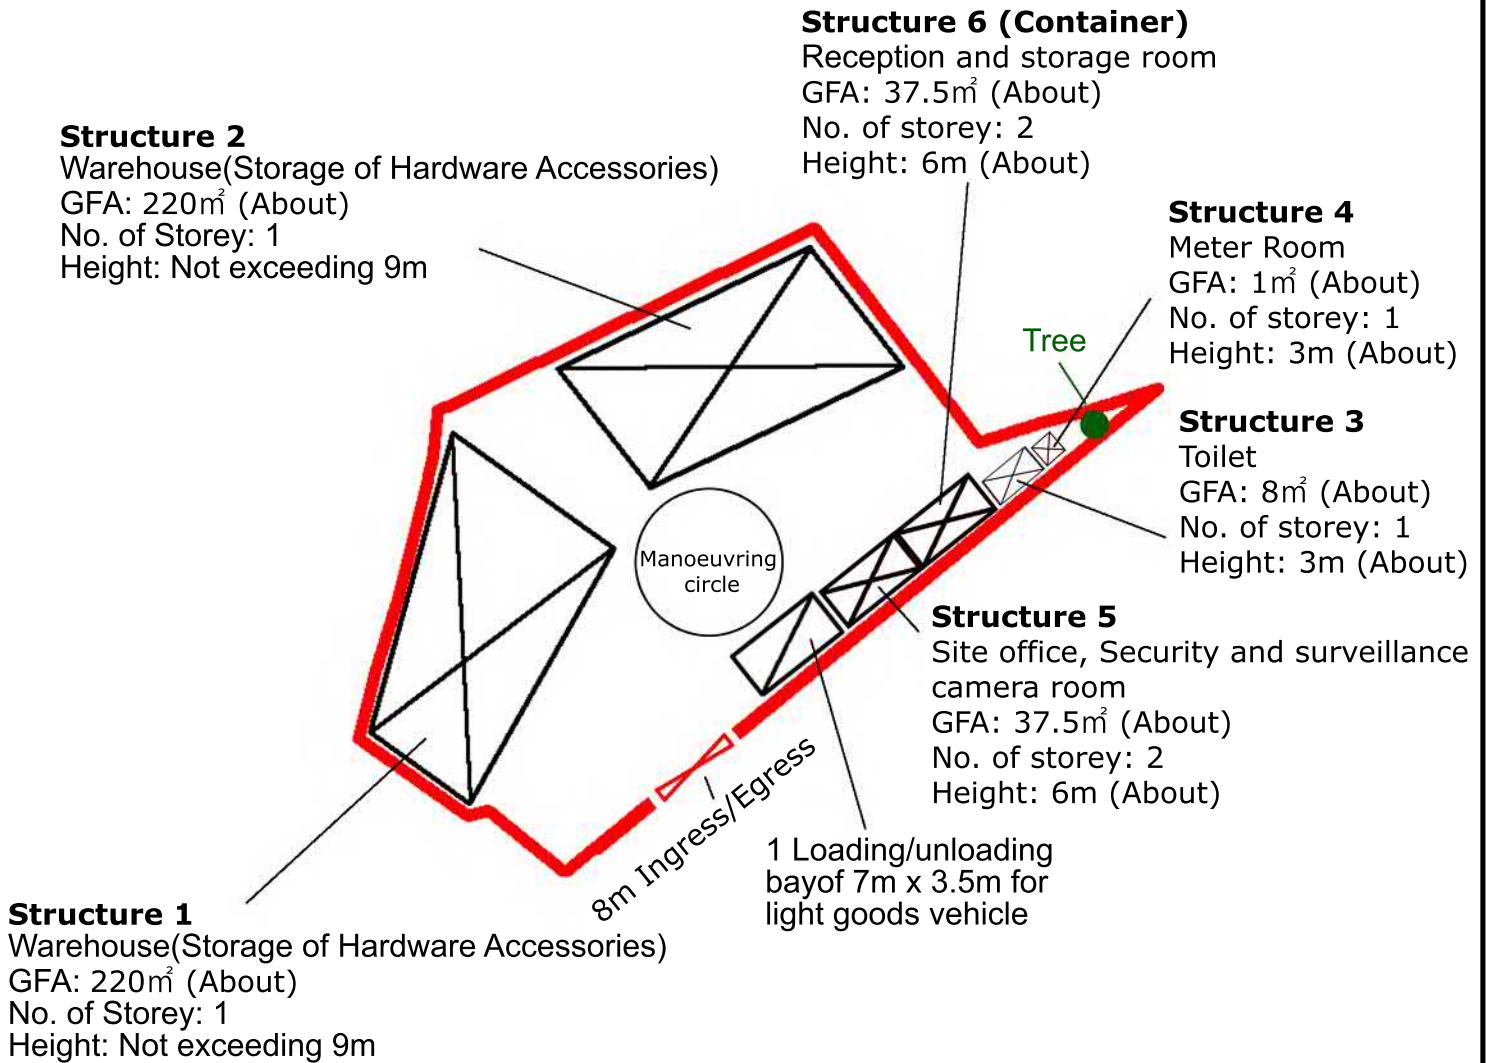 Structure 6 (Container)
Reception and storage room
GFA: 37.5㎡ (About)
No. of storey: 2
Height: 6m (About)
Structure 2
Warehouse(Storage of Hardware Accessories)
GFA: 220㎡ (About)
No. of Storey: 1
Height: Not exceeding 9m
Structure 4
Meter Room
GFA: 1㎡ (About)
No. of storey: 1
Height: 3m (About)
Tree
Structure 3
Toilet
GFA: 8㎡ (About)
No. of storey: 1
Height: 3m (About)
Manoeuvring
circle
Structure 5
Site office, Security and surveillance
camera room
GFA: 37.5㎡ (About)
No. of storey: 2
Height: 6m (About)
8m Ingress/Egress
1 Loading/unloading
bayof 7m x 3.5m for
light goods vehicle
Structure 1
Warehouse(Storage of Hardware Accessories)
GFA: 220㎡ (About)
No. of Storey: 1
Height: Not exceeding 9m